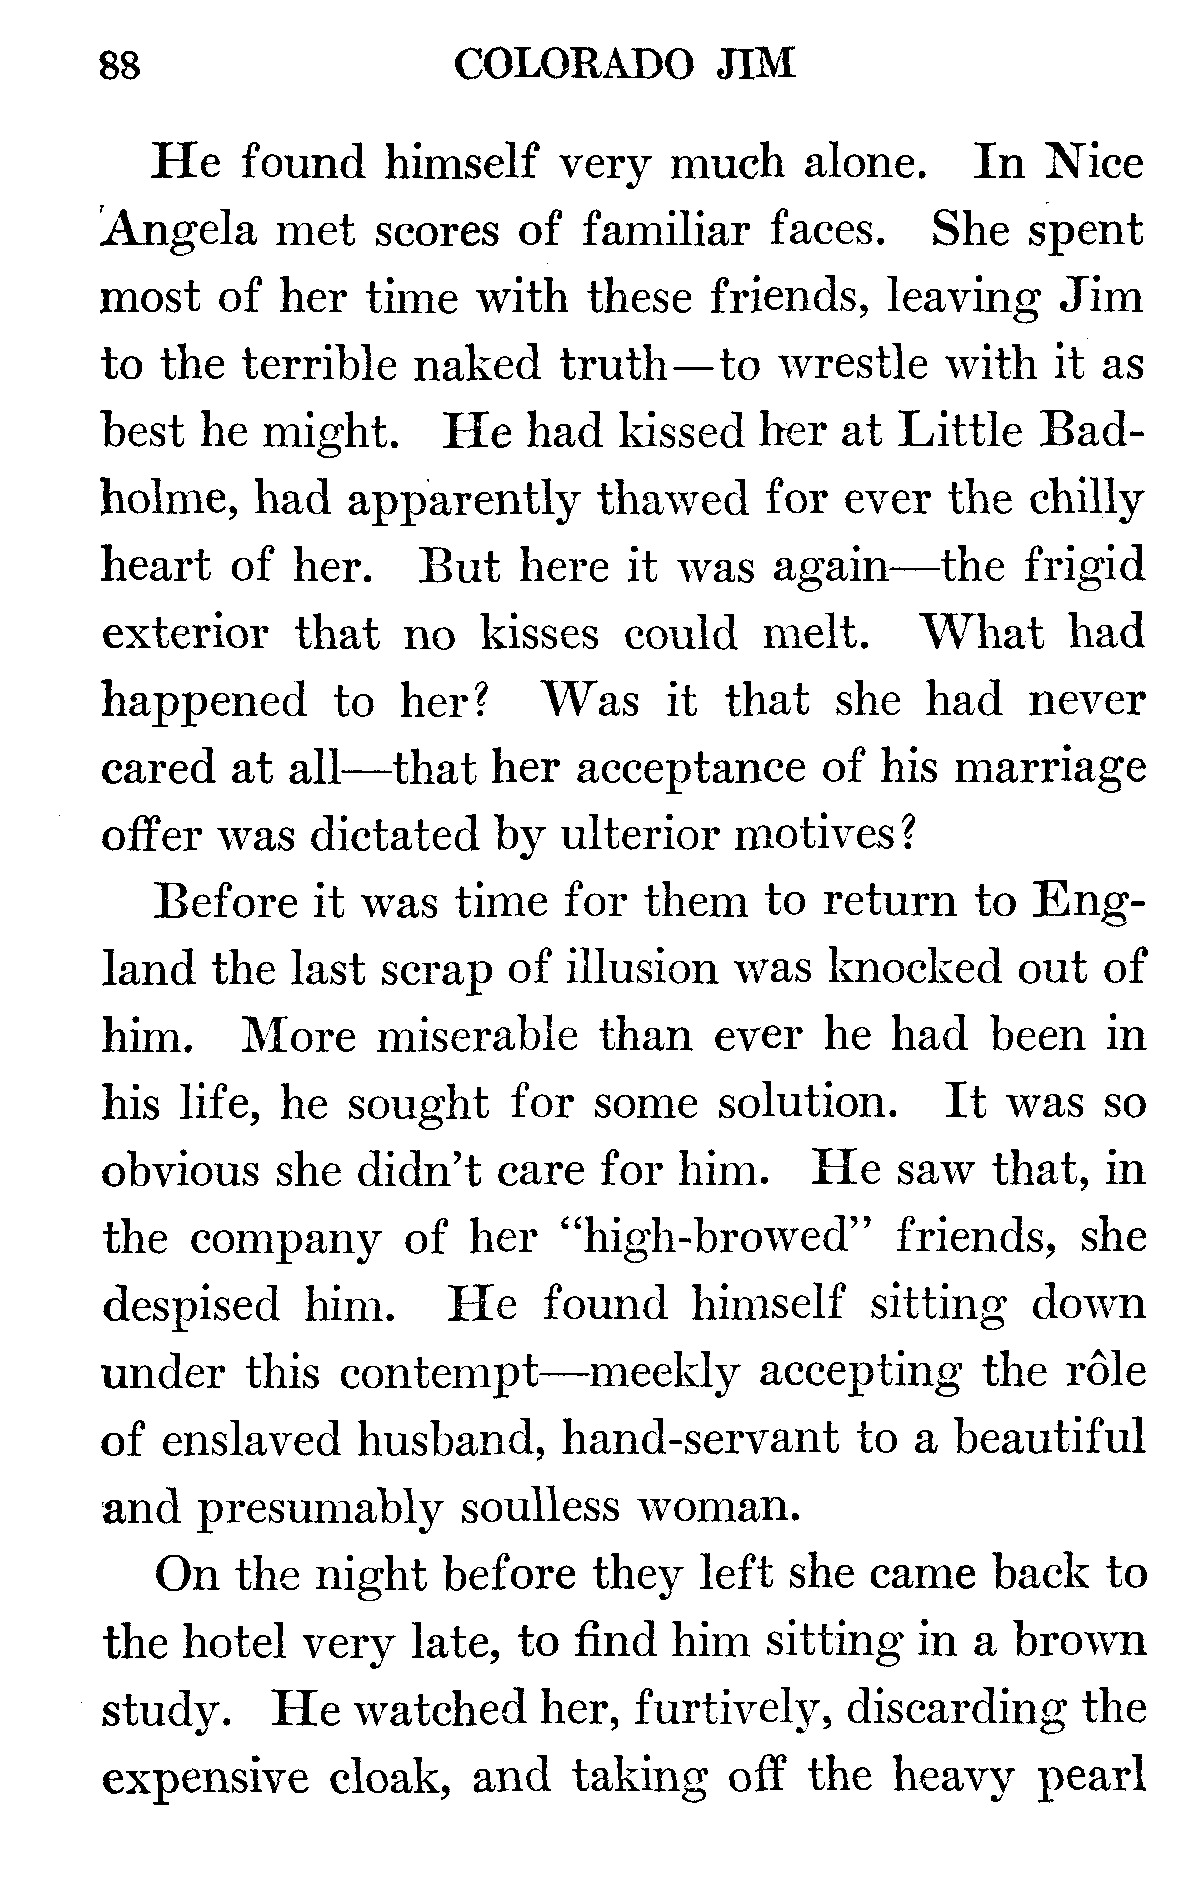 88 COLORADO JIM
He found himself very much alone. In Nice
Angela met scores of familiar faces. She spent
most of her time with these friends, leaving Jim
to the terrible naked truth—to wrestle with it as
best he might. He had kissed her at Little Bad-
holme, had apparently thawed for ever the chilly
heart of her. But here it was again—the frigid
exterior that no kisses could melt. What had
happened to her? Was it that she had never
cared at all—that her acceptance of his marriage
offer was dictated by ulterior motives?
Before it was time for them to return to Eng-
land the last scrap of illusion was knocked out of
him. More miserable than ever he had been in
his life, he sought for some solution. It was so
obvious she didn't care for him. He saw that, in
the company of her “high-browed” friends, she
despised him. He found himself sitting down
under this contempt—meekly accepting the rôle
of enslaved husband, hand-servant to a beautiful
and presumably soulless woman.
On the night before they left she came back to
the hotel very late, to find him sitting in a brown
study. He watched her, furtively, discarding the
expensive cloak, and taking off the heavy pearl